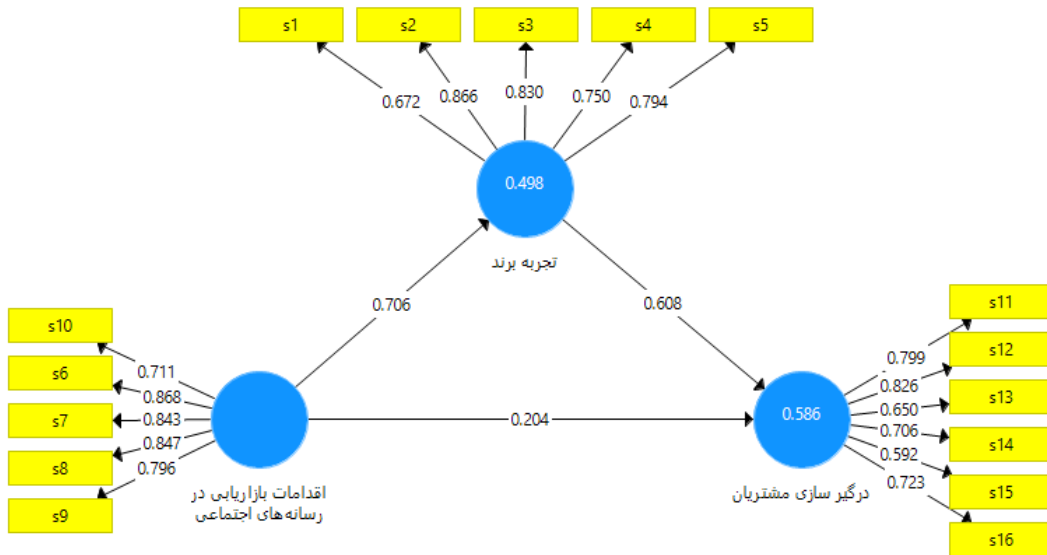 s1
s2
s3
s4
s5
0.672
0.866
0.830
0.750
0.794
0.498
تجربه برند
0.706
0.608
s10
s6
s7
s8
s9
0.711
0.868
0.843
0.847
0.796
اقدامات بازاریابی در
رسانه‌های اجتماعی
0.204
0.586
درگیر سازی مشتریان
0.799
0.826
0.650
0.706
0.592
0.723
s11
s12
s13
s14
s15
s16